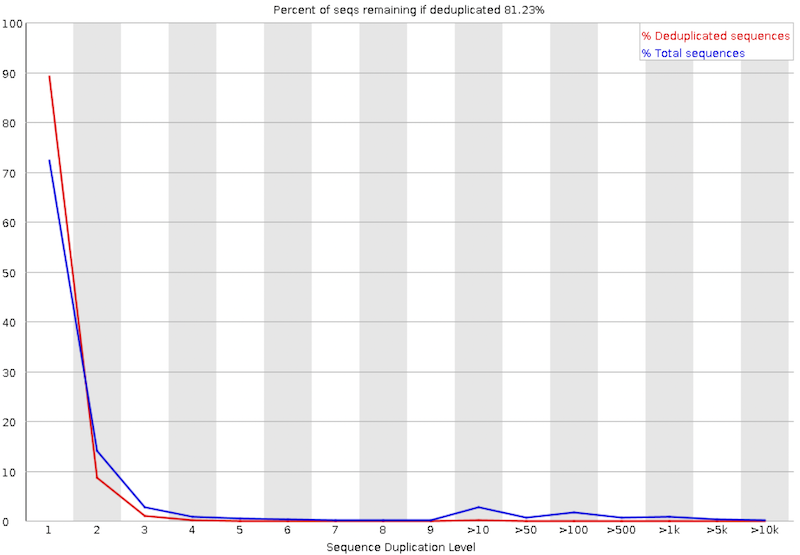 Percent of seqs remaining if deduplicated 81.23%
% Deduplicated sequences
% Total sequences
100
90
80
70
60
50
40
30
20
10
0
1 2 3 4 5 6 7 8 9 >10 >50 >100 >500 >1k >5k >10k
Sequence Duplication Level